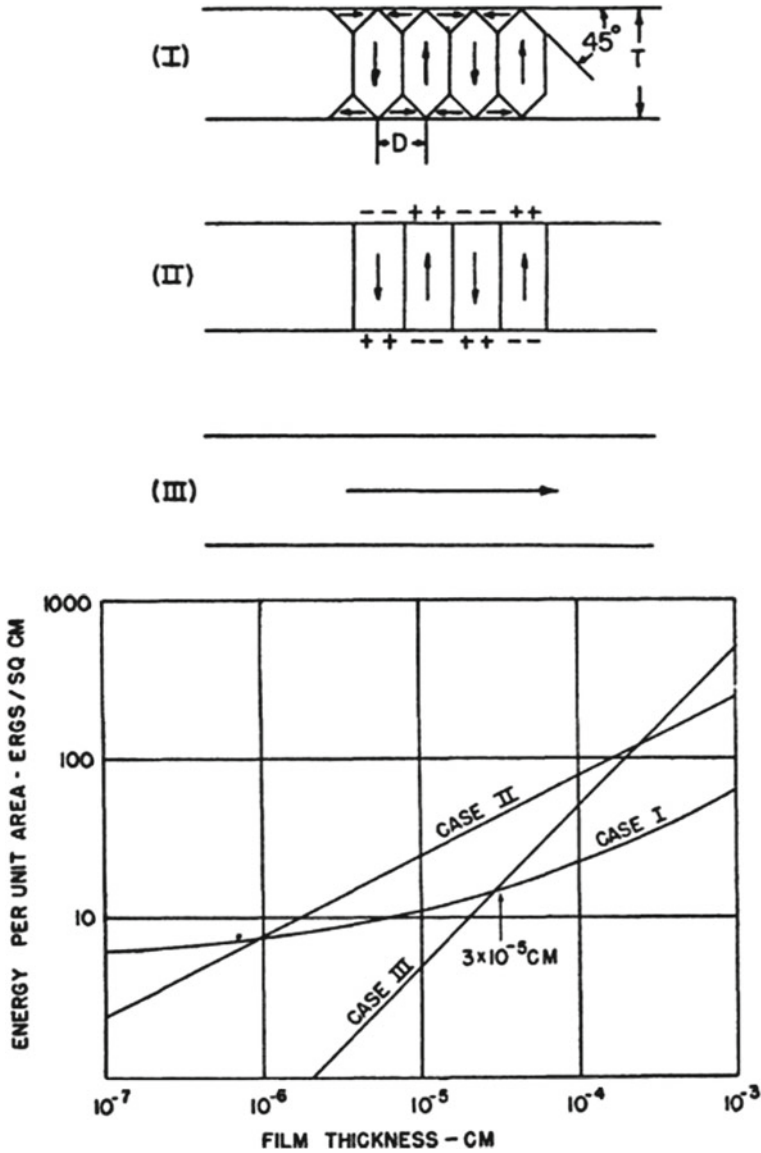 (I)
45°
T
D
-- ++ -- ++
(II)
++ -- ++ --
(III)
1000
100
10
ENERGY PER UNIT AREA - ERGS/SQ CM
CASE II
CASE I
CASE III
3×10⁻⁵CM
10⁻⁷
10⁻⁶
10⁻⁵
10⁻⁴
10⁻³
FILM THICKNESS - CM